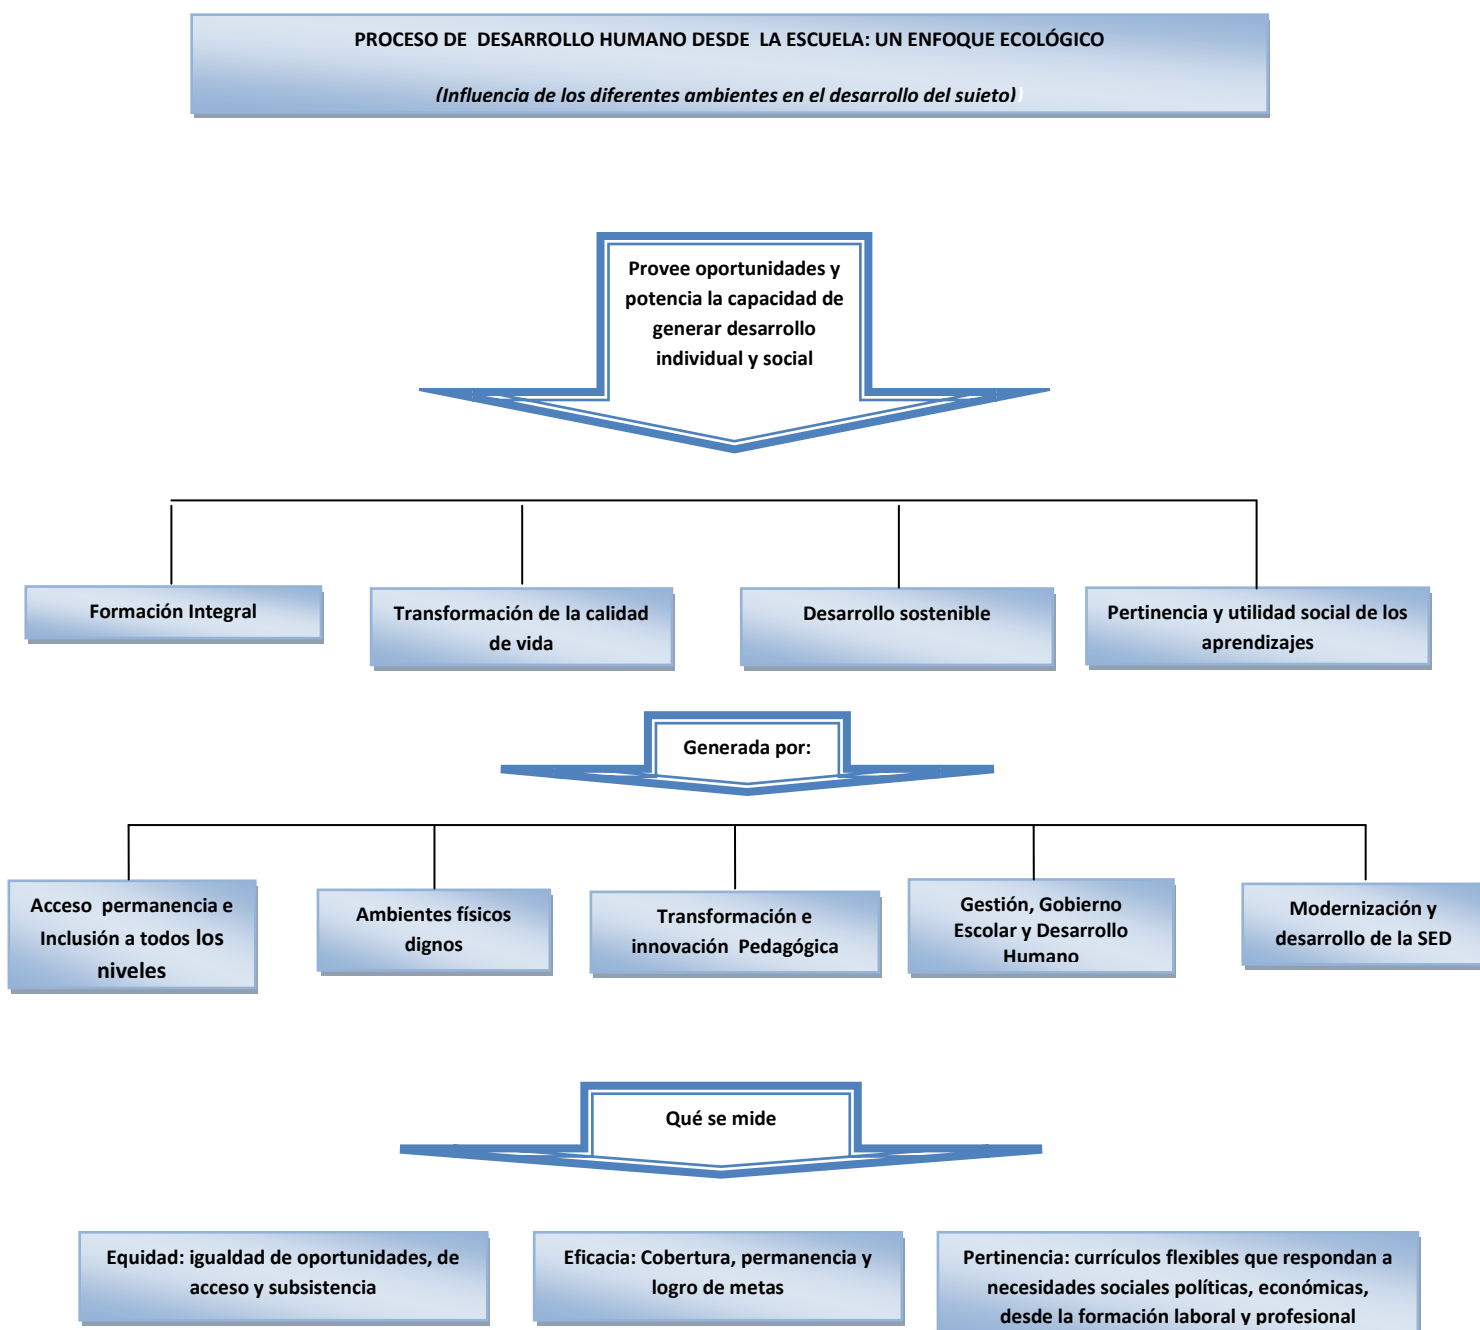 PROCESO DE DESARROLLO HUMANO DESDE LA ESCUELA: UN ENFOQUE ECOLÓGICO
(Influencia de los diferentes ambientes en el desarrollo del sujeto))
Provee oportunidades y
potencia la capacidad de
generar desarrollo
individual y social
Formación Integral
Transformación de la calidad
de vida
Desarrollo sostenible
Pertinencia y utilidad social de los
aprendizajes
Generada por:
Acceso permanencia e
Inclusión a todos los
niveles
Ambientes físicos
dignos
Transformación e
innovación Pedagógica
Gestión, Gobierno
Escolar y Desarrollo
Humano
Modernización y
desarrollo de la SED
Qué se mide
Equidad: igualdad de oportunidades, de
acceso y subsistencia
Eficacia: Cobertura, permanencia y
logro de metas
Pertinencia: currículos flexibles que respondan a
necesidades sociales políticas, económicas,
desde la formación laboral y profesional